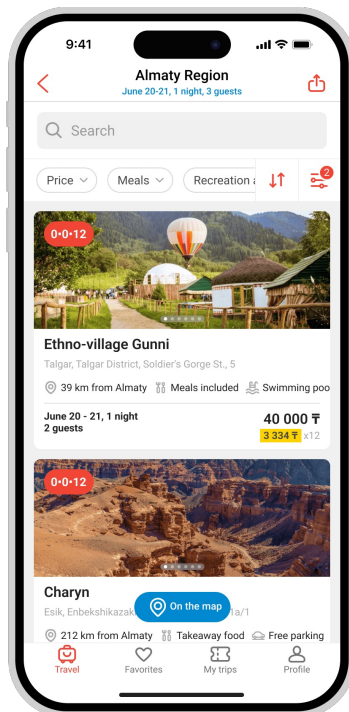 9:41
Almaty Region
June 20-21, 1 night, 3 guests
Search
Price
Meals
Recreation
2
0·0·12
Ethno-village Gunni
Talgar, Talgar District, Soldier's Gorge St., 5
39 km from Almaty Meals included Swimming poo
June 20 - 21, 1 night
2 guests
40 000 ₸
3 334 ₸ x12
0·0·12
Charyn
Esik, Enbekshikazak 1a/1
On the map
212 km from Almaty Takeaway food Free parking
Travel
Favorites
My trips
Profile